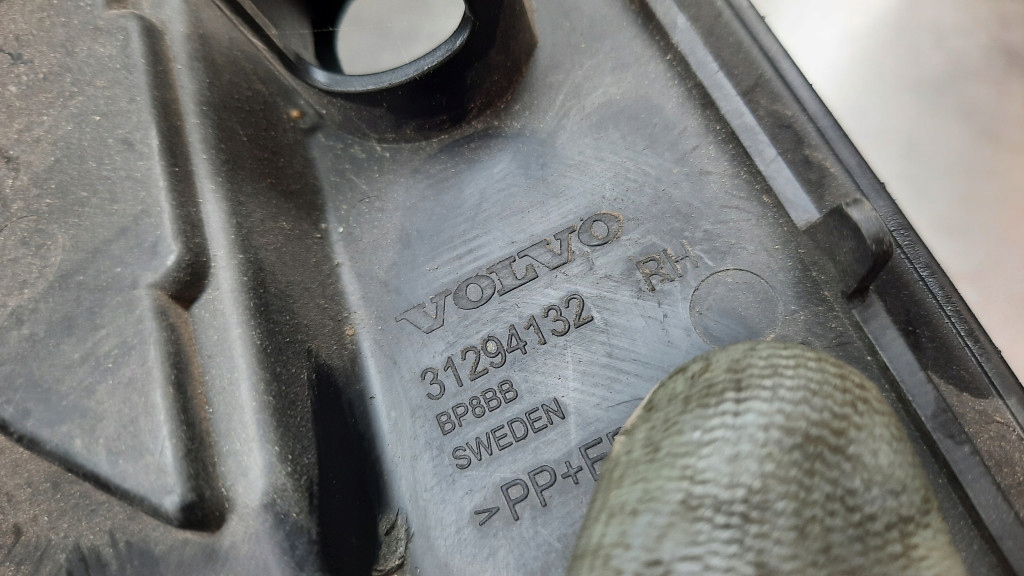 VOLVO
31294132 RH
BP8BB
SWEDEN
>PP+E